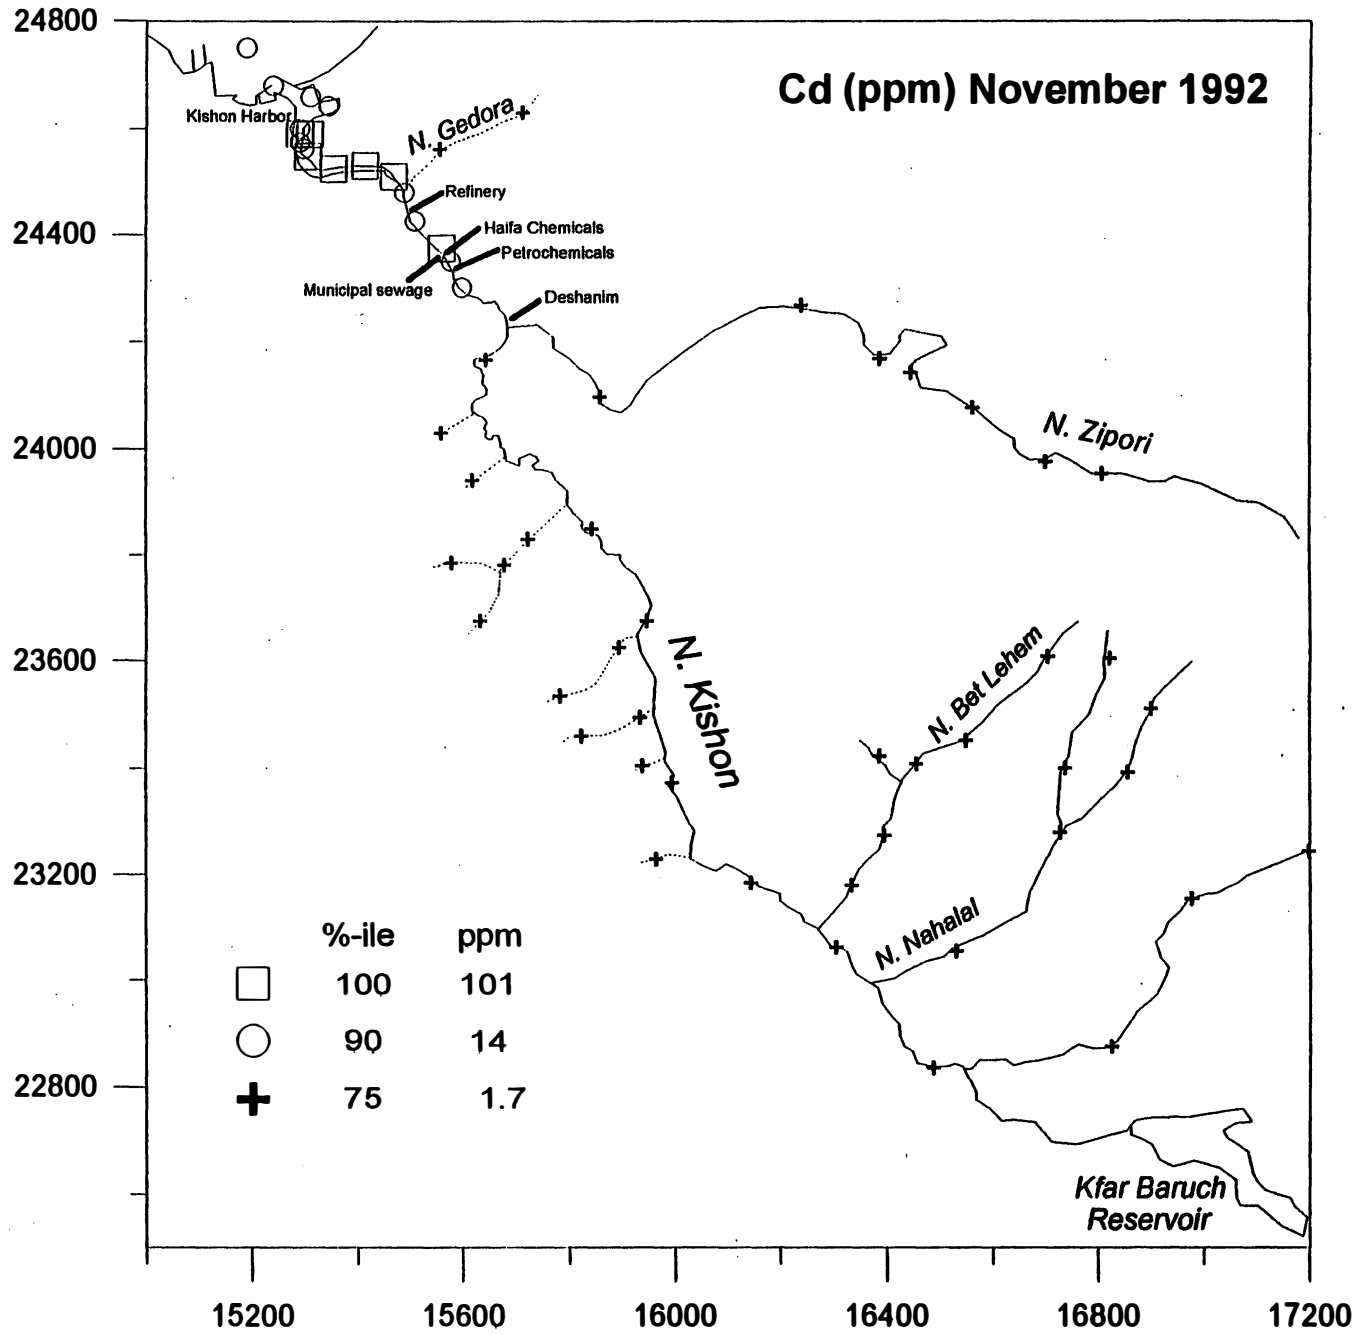 24800
Cd (ppm) November 1992
N. Gedora
Kishon Harbor
Refinery
24400
Haifa Chemicals
Petrochemicals
Municipal sewage
Deshanim
24000
N. Zipori
23600
N. Kishon
N. Bet Lehem
23200
N. Nahalal
%-ile ppm
100 101
90 14
75 1.7
22800
Kfar Baruch
Reservoir
15200 15600 16000 16400 16800 17200